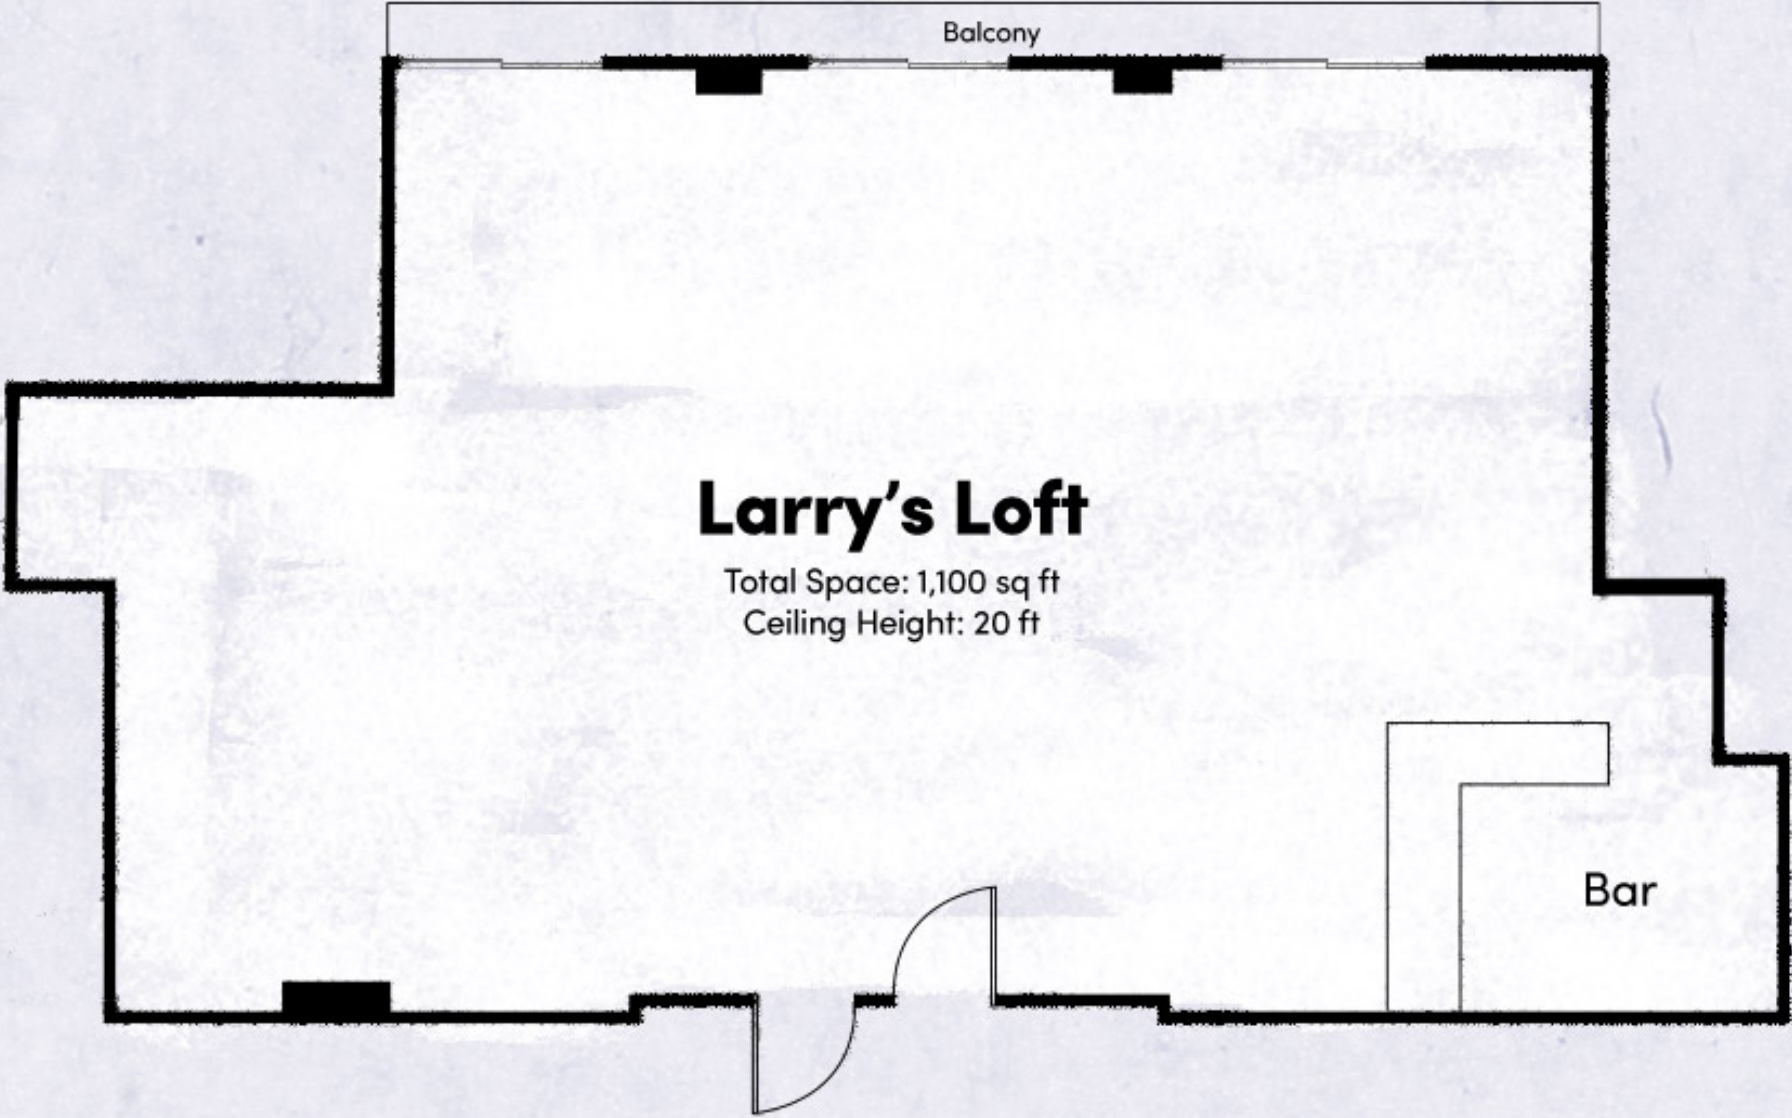 Balcony
Larry’s Loft
Total Space: 1,100 sq ft
Ceiling Height: 20 ft
Bar